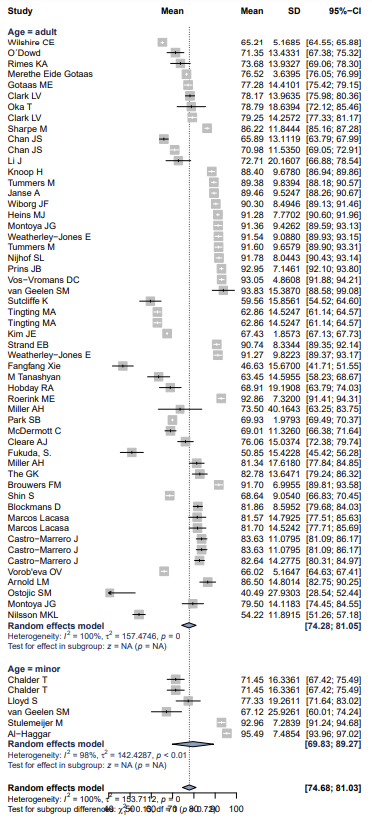 Study Mean Mean SD 95%-CI
Age = adult
Wilshire CE 65.21 5.1685 [64.55; 65.88]
O´Dowd 71.35 13.4331 [67.38; 75.32]
Rimes KA 73.68 13.9327 [69.06; 78.30]
Merethe Eide Gotaas 76.52 3.6395 [76.05; 76.99]
Gotaas ME 77.28 14.4101 [75.42; 79.15]
Clark LV 78.17 13.9635 [75.98; 80.36]
Oka T 78.79 18.6394 [72.12; 85.46]
Clark LV 79.25 14.2572 [77.33; 81.17]
Sharpe M 86.22 11.8444 [85.16; 87.28]
Chan JS 65.89 13.1119 [63.79; 67.99]
Chan JS 70.98 11.5350 [69.05; 72.91]
Li J 72.71 20.1607 [66.88; 78.54]
Knoop H 88.40 9.6780 [86.94; 89.86]
Tummers M 89.38 9.8394 [88.18; 90.57]
Janse A 89.46 9.5247 [88.26; 90.67]
Wiborg JF 90.30 8.4946 [89.13; 91.46]
Heins MJ 91.28 7.7702 [90.60; 91.96]
Montoya JG 91.36 9.4262 [89.59; 93.13]
Weatherley−Jones E 91.54 9.0880 [89.93; 93.15]
Tummers M 91.60 9.6579 [89.90; 93.31]
Nijhof SL 91.78 8.0443 [90.43; 93.14]
Prins JB 92.95 7.1461 [92.10; 93.80]
Vos−Vromans DC 93.05 4.8608 [91.88; 94.21]
van Geelen SM 93.83 15.3870 [88.58; 99.08]
Sutcliffe K 59.56 15.8561 [54.52; 64.60]
Tingting MA 62.86 14.5247 [61.14; 64.57]
Tingting MA 62.86 14.5247 [61.14; 64.57]
Kim JE 67.43 1.8573 [67.13; 67.73]
Strand EB 90.74 8.3344 [89.35; 92.14]
Weatherley−Jones E 91.27 9.8223 [89.37; 93.17]
Fangfang Xie 46.63 15.6700 [41.71; 51.55]
M Tanashyan 63.45 14.5955 [58.23; 68.67]
Hobday RA 68.91 19.1908 [63.79; 74.03]
Roerink ME 92.86 7.3200 [91.41; 94.31]
Miller AH 73.50 40.1643 [63.25; 83.75]
Park SB 69.93 1.2979 [69.49; 70.37]
McDermott C 69.01 11.3260 [66.38; 71.64]
Cleare AJ 76.06 15.0374 [72.38; 79.74]
Fukuda, S. 50.85 15.4228 [45.42; 56.28]
Miller AH 81.34 17.6180 [77.84; 84.85]
The GK 82.78 13.6471 [79.24; 86.32]
Brouwers FM 91.70 6.9955 [89.81; 93.58]
Shin S 68.64 9.0540 [66.83; 70.45]
Blockmans D 81.86 8.5952 [79.68; 84.03]
Marcos Lacasa 81.57 14.7925 [77.51; 85.63]
Marcos Lacasa 81.70 14.5242 [77.71; 85.69]
Castro−Marrero J 83.63 11.0795 [81.09; 86.17]
Castro−Marrero J 83.63 11.0795 [81.09; 86.17]
Castro−Marrero J 82.64 14.2775 [80.31; 84.97]
Vorob'eva OV 66.02 5.1647 [64.63; 67.41]
Arnold LM 86.50 14.8014 [82.75; 90.25]
Ostojic SM 40.49 27.9303 [28.54; 52.44]
Montoya JG 79.50 14.1183 [74.45; 84.55]
Nilsson MKL 54.22 11.8915 [51.26; 57.18]
Random effects model [74.28; 81.05]
Heterogeneity: I² = 100%, τ² = 157.4746, p = 0
Test for effect in subgroup: z = NA (p = NA)
Age = minor
Chalder T 71.45 16.3361 [67.42; 75.49]
Chalder T 71.45 16.3361 [67.42; 75.49]
Lloyd S 77.33 19.2611 [71.64; 83.02]
van Geelen SM 67.12 25.9261 [60.01; 74.24]
Stulemeijer M 92.96 7.2839 [91.24; 94.68]
Al−Haggar 95.49 7.4854 [93.96; 97.02]
Random effects model [69.83; 89.27]
Heterogeneity: I² = 98%, τ² = 142.4287, p < 0.01
Test for effect in subgroup: z = NA (p = NA)
Random effects model [74.68; 81.03]
Heterogeneity: I² = 100%, τ² = 153.7112, p = 0
Test for subgroup differences: 100